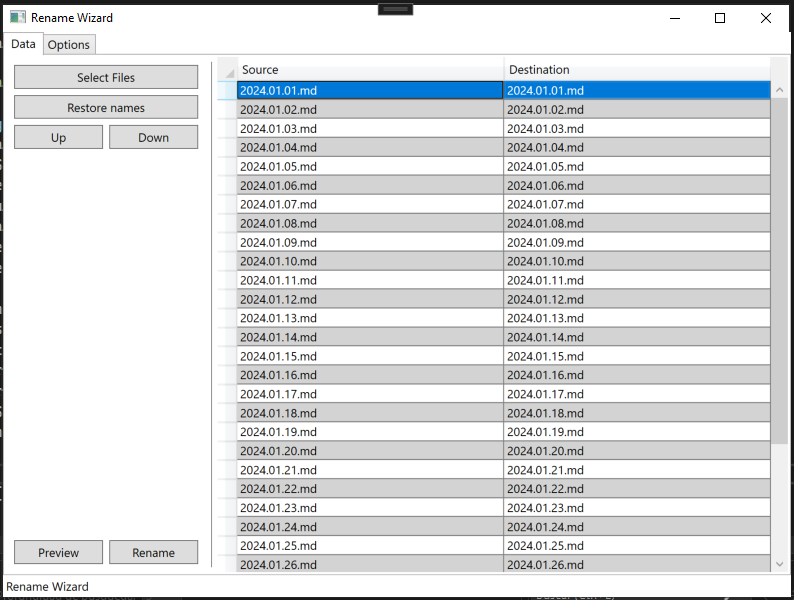 Rename Wizard
Data Options
Select Files
Restore names
Up Down
Preview Rename
Source Destination
2024.01.01.md 2024.01.01.md
2024.01.02.md 2024.01.02.md
2024.01.03.md 2024.01.03.md
2024.01.04.md 2024.01.04.md
2024.01.05.md 2024.01.05.md
2024.01.06.md 2024.01.06.md
2024.01.07.md 2024.01.07.md
2024.01.08.md 2024.01.08.md
2024.01.09.md 2024.01.09.md
2024.01.10.md 2024.01.10.md
2024.01.11.md 2024.01.11.md
2024.01.12.md 2024.01.12.md
2024.01.13.md 2024.01.13.md
2024.01.14.md 2024.01.14.md
2024.01.15.md 2024.01.15.md
2024.01.16.md 2024.01.16.md
2024.01.17.md 2024.01.17.md
2024.01.18.md 2024.01.18.md
2024.01.19.md 2024.01.19.md
2024.01.20.md 2024.01.20.md
2024.01.21.md 2024.01.21.md
2024.01.22.md 2024.01.22.md
2024.01.23.md 2024.01.23.md
2024.01.24.md 2024.01.24.md
2024.01.25.md 2024.01.25.md
2024.01.26.md 2024.01.26.md
Rename Wizard